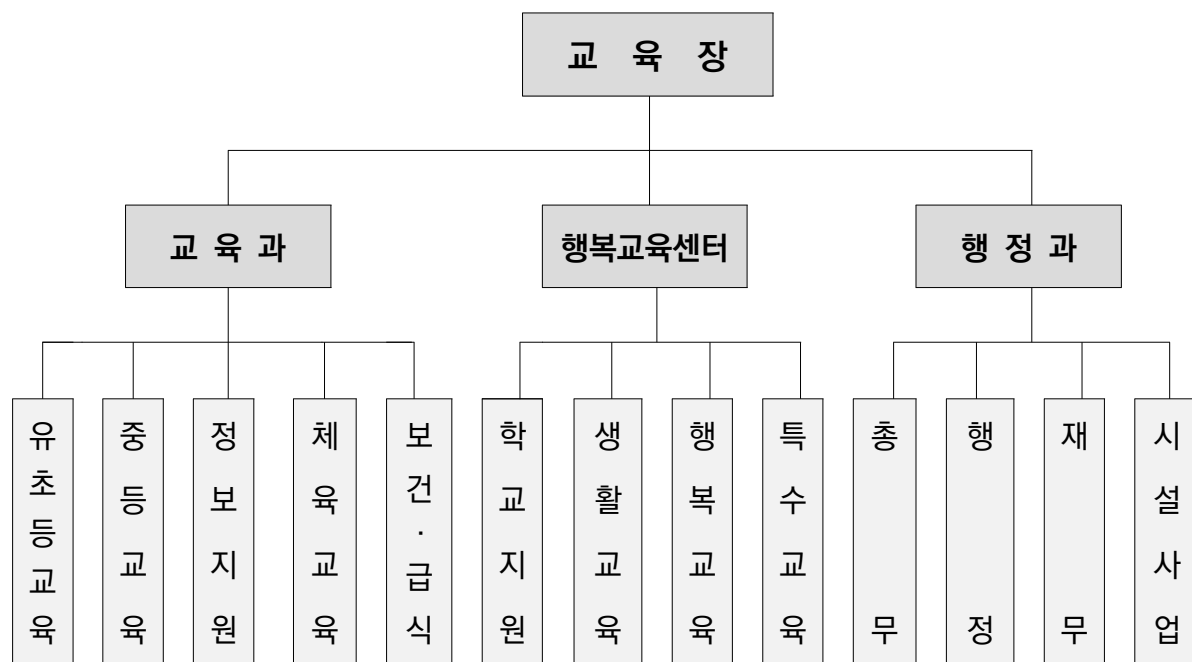 교 육 장
교 육 과
행복교육센터
행 정 과
유초등교육
중등교육
정보지원
체육교육
보건·급식
학교지원
생활교육
행복교육
특수교육
총무
행정
재무
시설사업